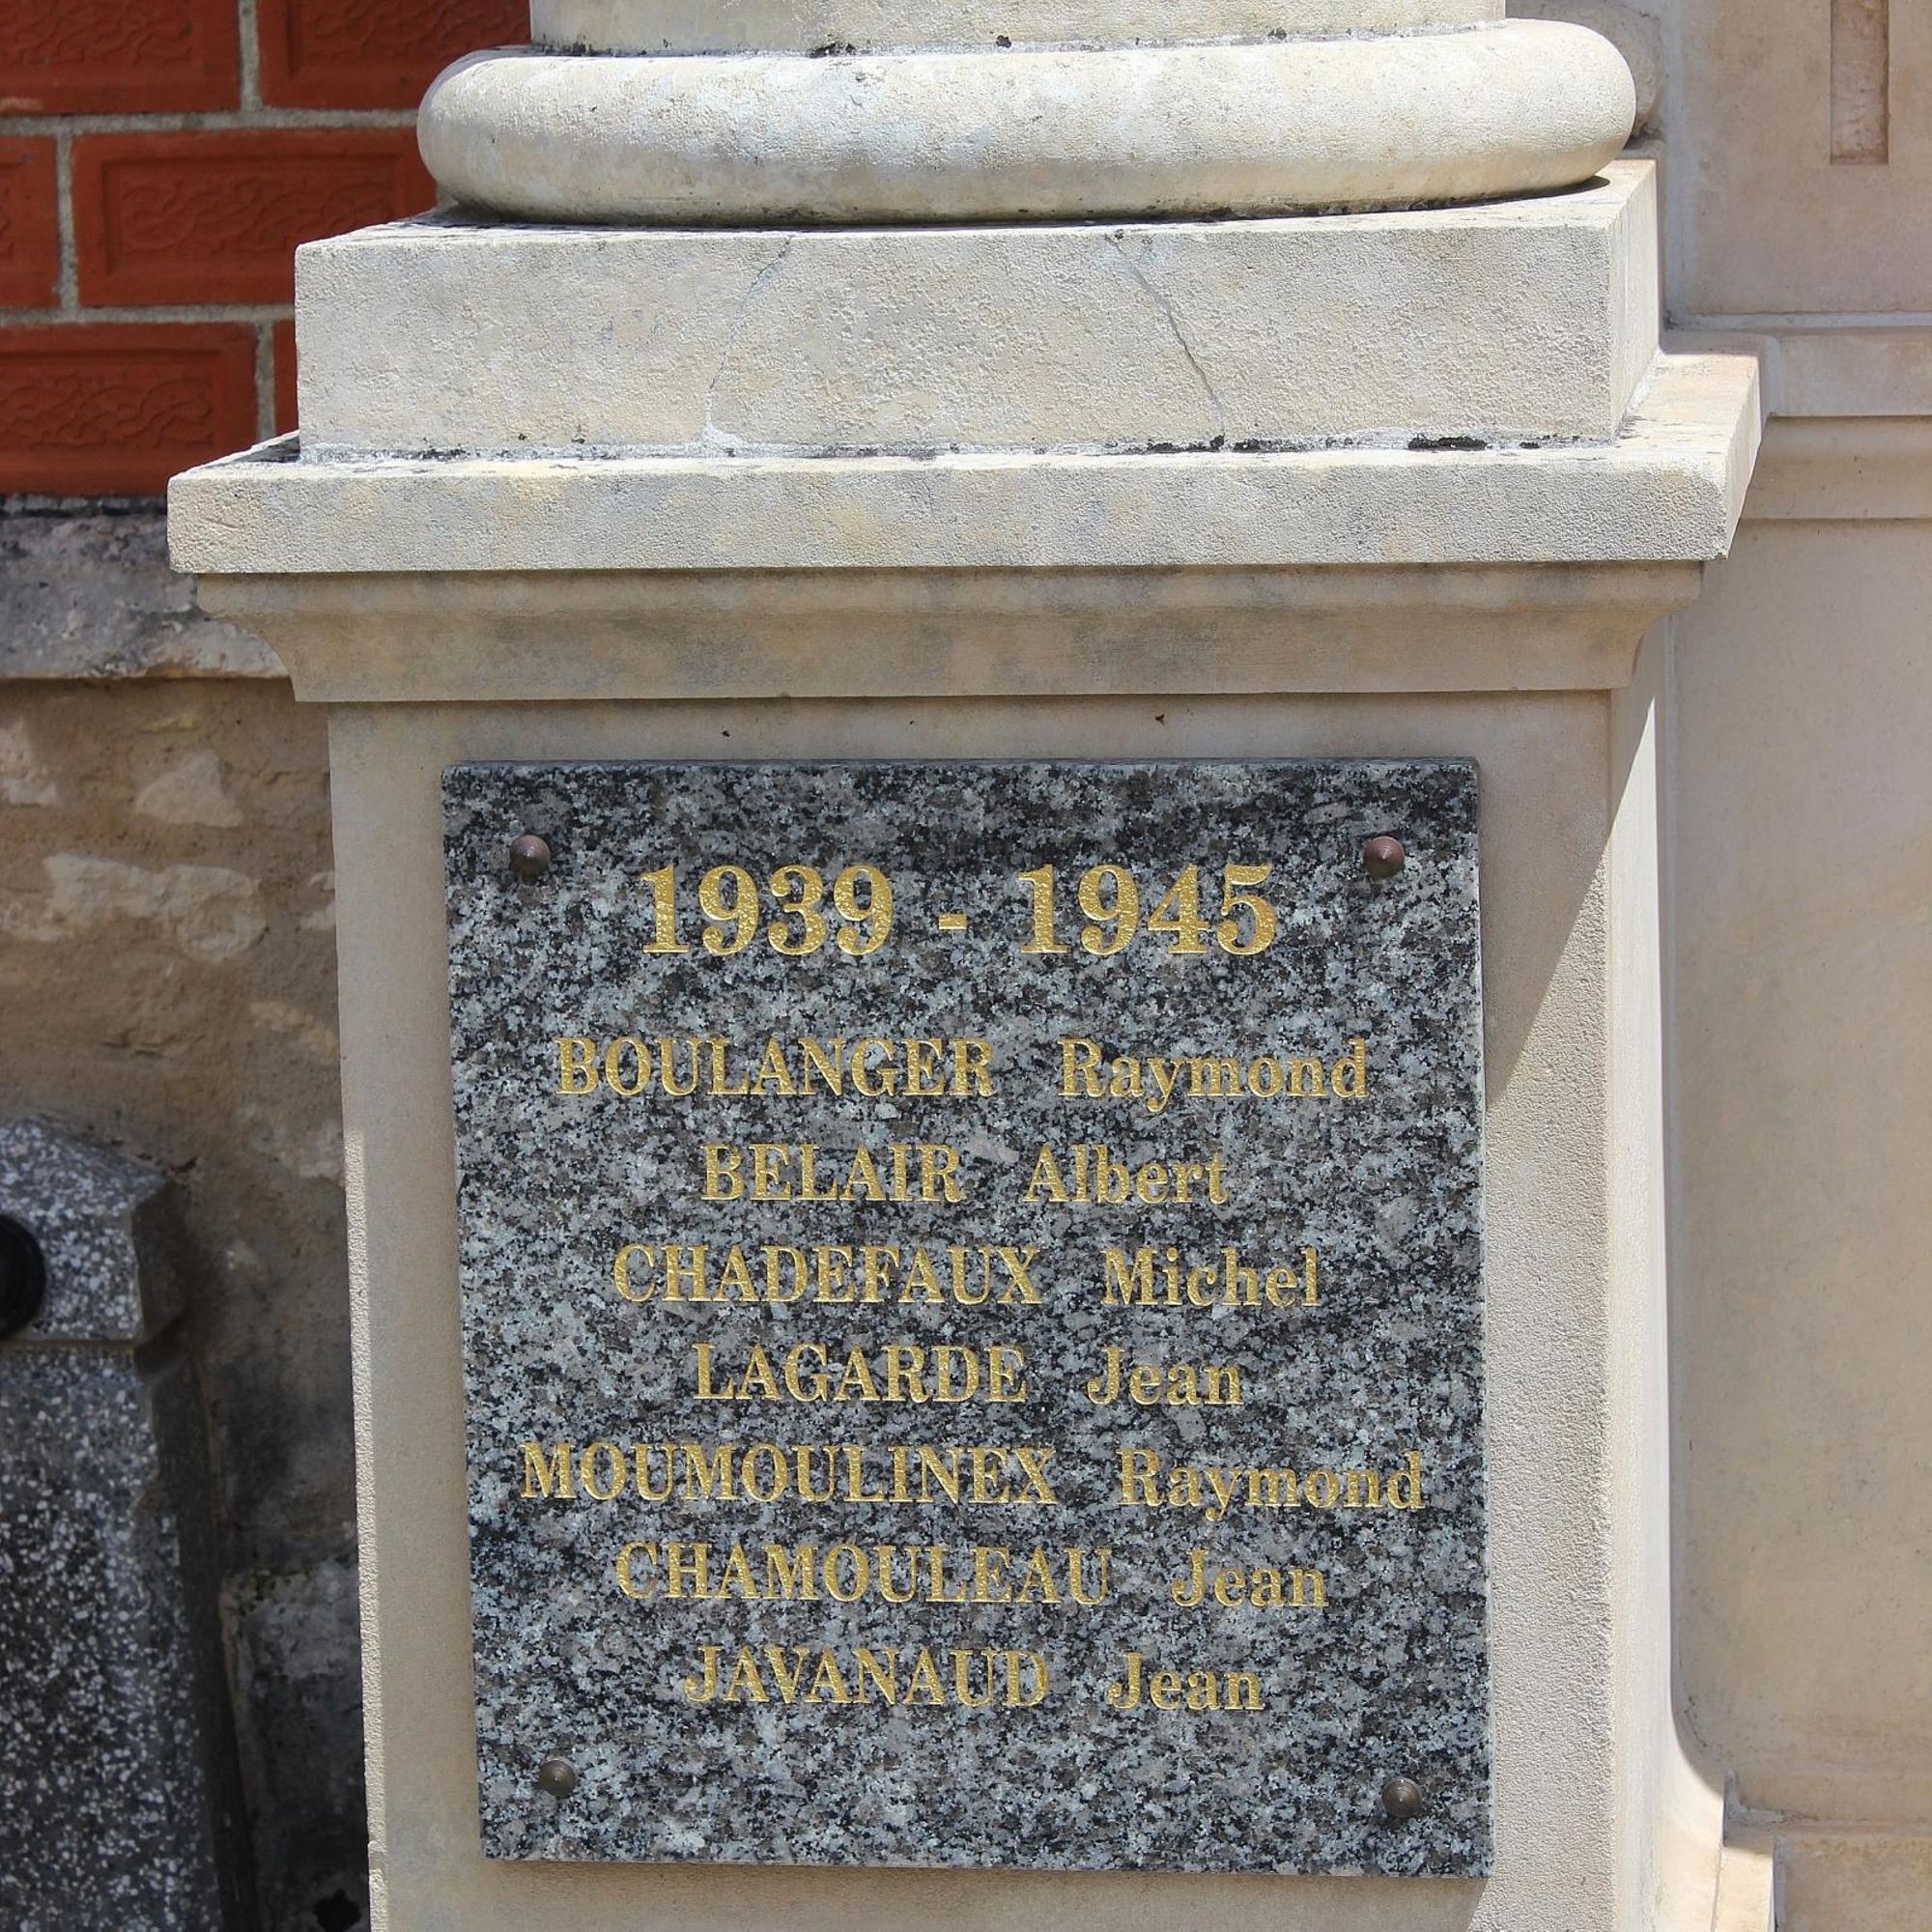 1939 - 1945
BOULANGER Raymond
BELAIR Albert
CHADEFAUX Michel
LAGARDE Jean
MOUMOULINEX Raymond
CHAMOULEAU Jean
JAVANAUD Jean